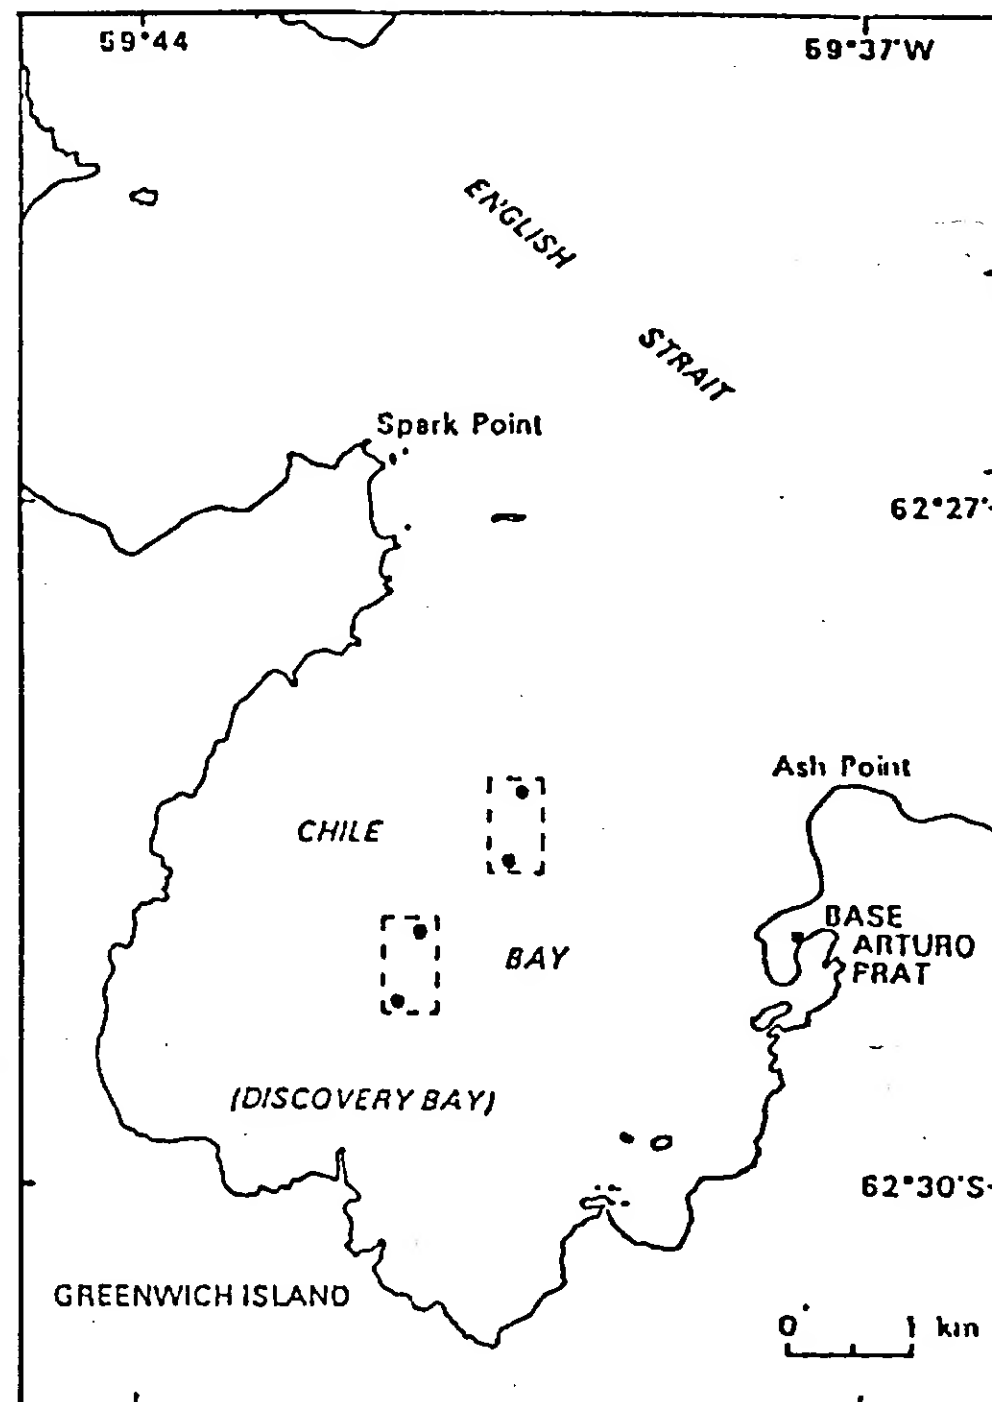 59°44
59°37'W
ENGLISH
STRAIT
Spark Point
62°27'
Ash Point
CHILE
BASE
ARTURO
PRAT
BAY
(DISCOVERY BAY)
62°30'S
GREENWICH ISLAND
0 1 km